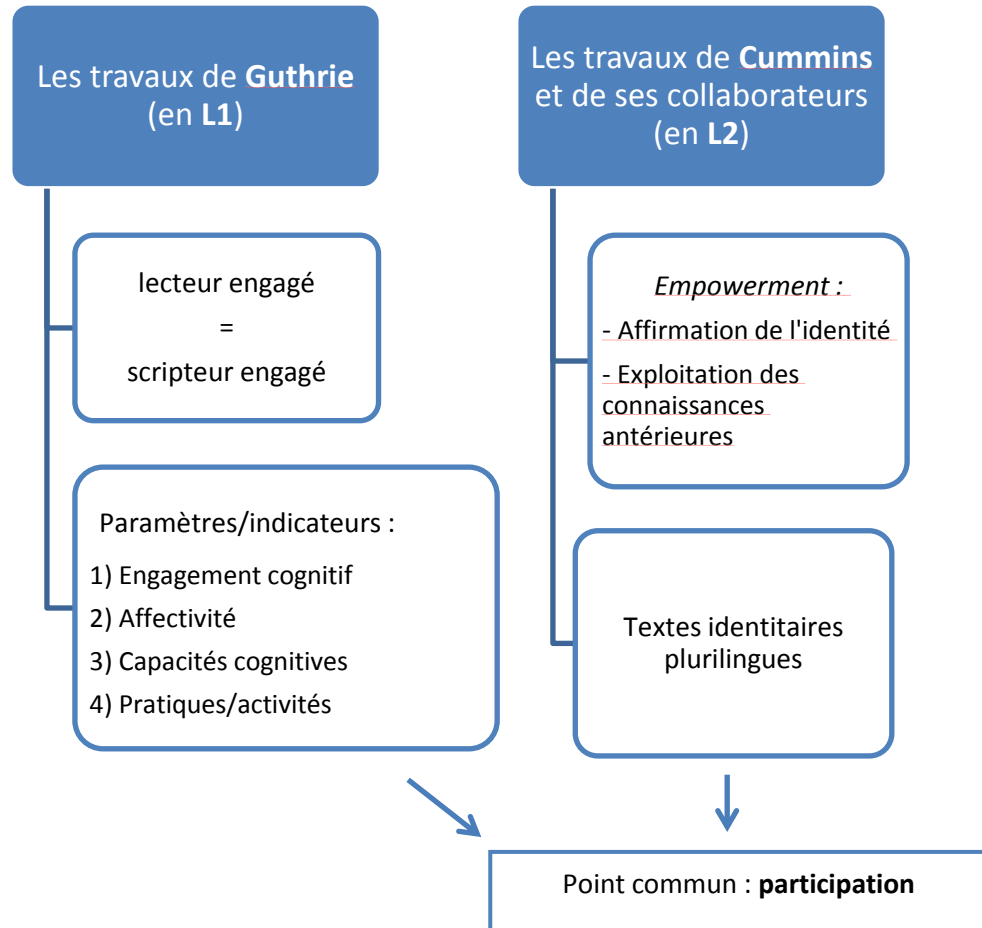 Les travaux de Guthrie
(en L1)
lecteur engagé
=
scripteur engagé
Paramètres/indicateurs :
1) Engagement cognitif
2) Affectivité
3) Capacités cognitives
4) Pratiques/activités
Les travaux de Cummins
et de ses collaborateurs
(en L2)
Empowerment :
- Affirmation de l'identité
- Exploitation des
connaissances
antérieures
Textes identitaires
plurilingues
Point commun : participation